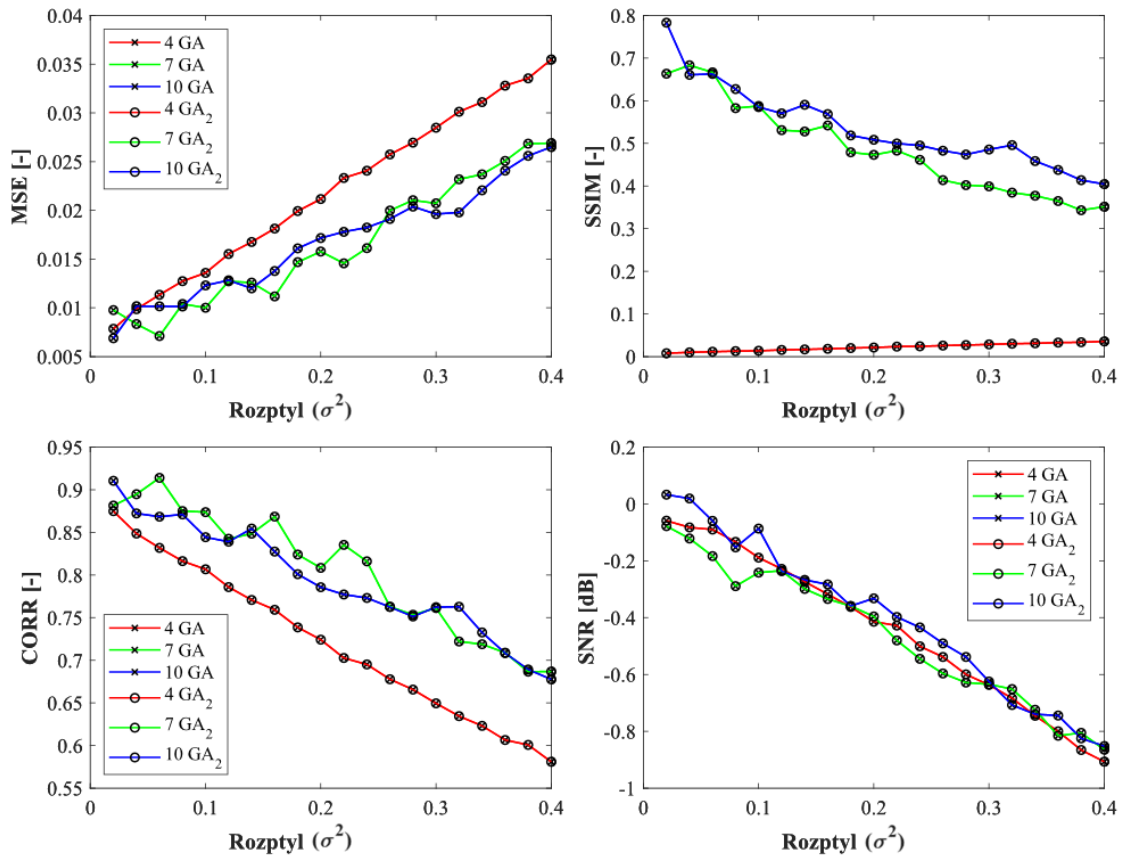 0.04
0.035
0.03
0.025
0.02
0.015
0.01
0.005
MSE [-]
4 GA
7 GA
10 GA
4 GA₂
7 GA₂
10 GA₂
0 0.1 0.2 0.3 0.4
Rozptyl (σ²)
0.8
0.7
0.6
0.5
0.4
0.3
0.2
0.1
0
SSIM [-]
0 0.1 0.2 0.3 0.4
Rozptyl (σ²)
0.95
0.9
0.85
0.8
0.75
0.7
0.65
0.6
0.55
CORR [-]
4 GA
7 GA
10 GA
4 GA₂
7 GA₂
10 GA₂
0 0.1 0.2 0.3 0.4
Rozptyl (σ²)
0.2
0
-0.2
-0.4
-0.6
-0.8
-1
SNR [dB]
4 GA
7 GA
10 GA
4 GA₂
7 GA₂
10 GA₂
0 0.1 0.2 0.3 0.4
Rozptyl (σ²)